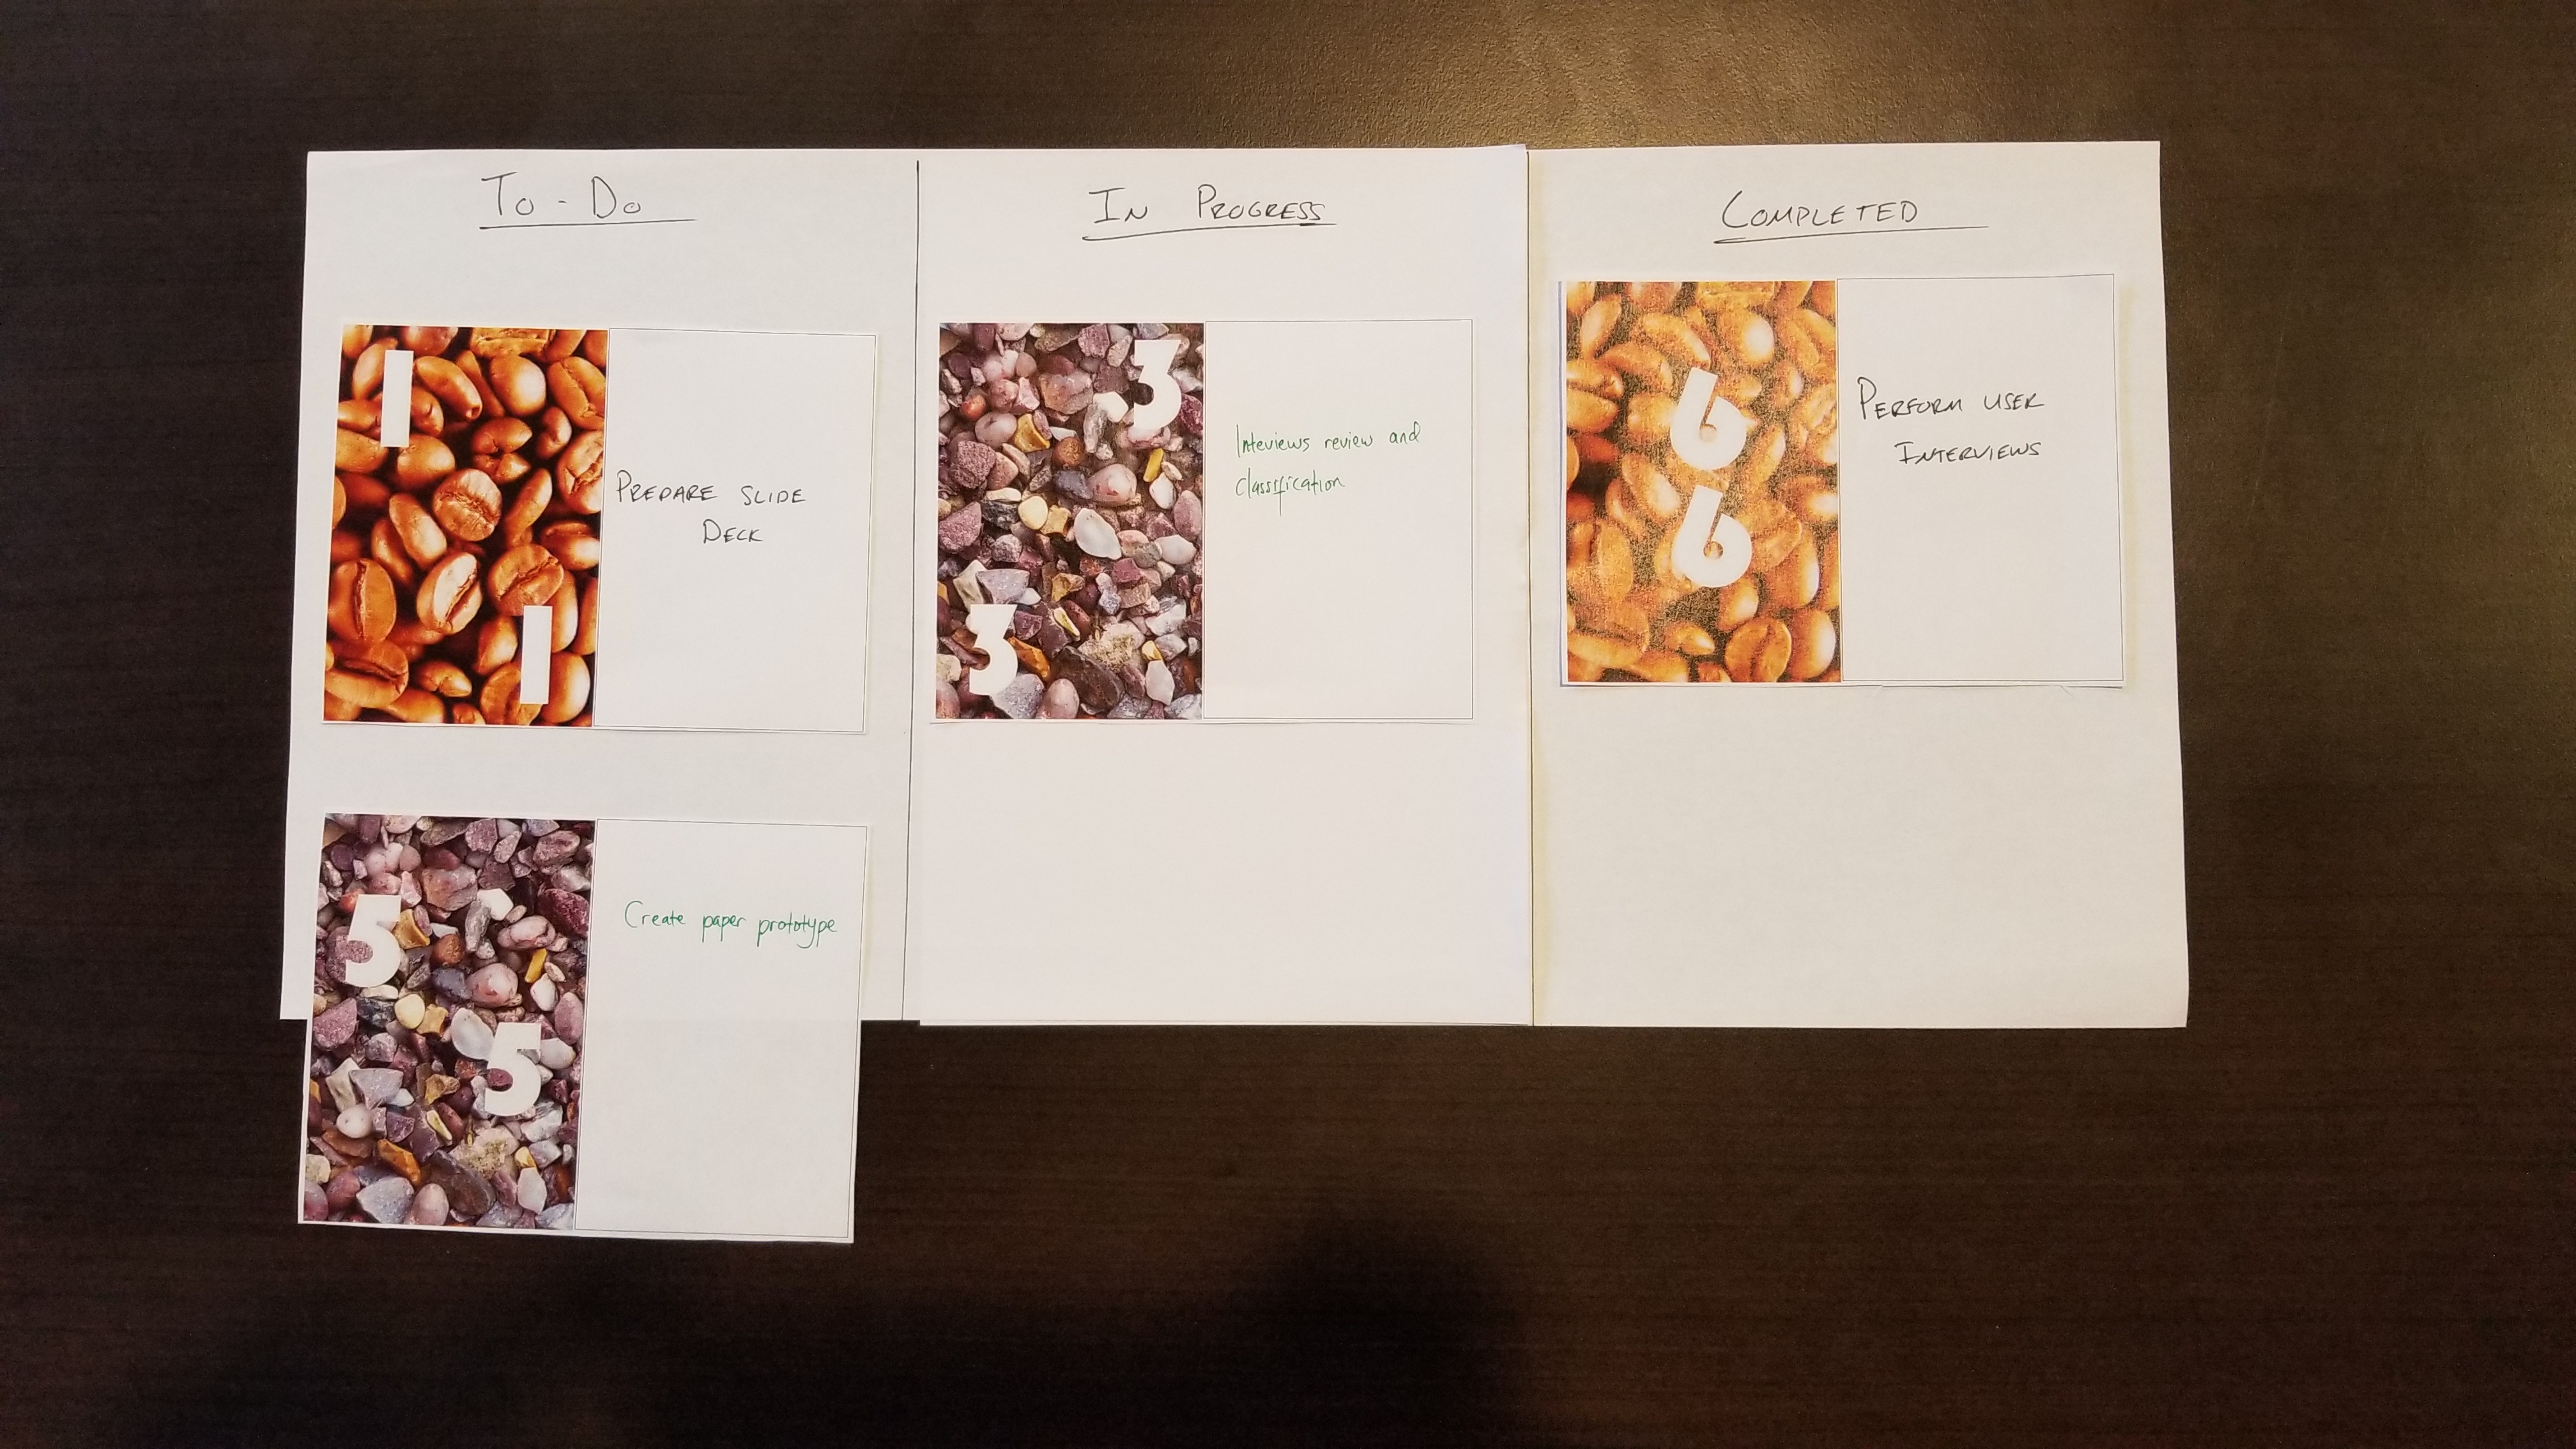 To-Do
1
1
PREPARE SLIDE
DECK
5
5
Create paper prototype
IN PROGRESS
3
3
Inteviews review and
classsfication
COMPLETED
6
6
PERFORM USER
INTERVIEWS